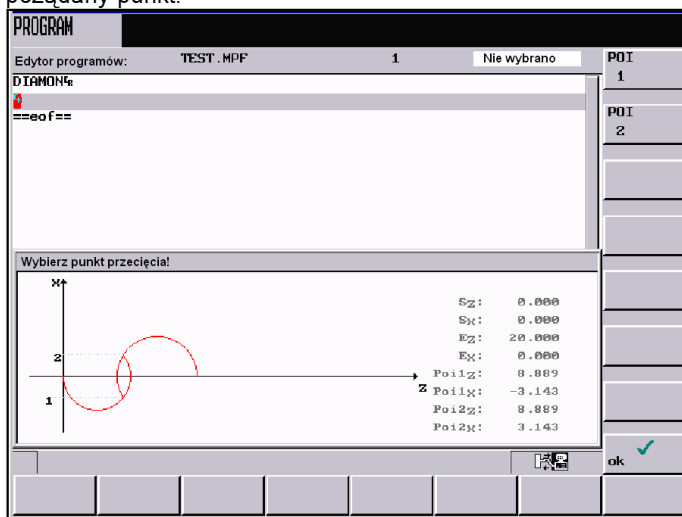 pożądany punkt.
PROGRAM
Edytor programów: TEST.MPF 1 Nie wybrano
POI
1
DIAMON
==eof==
POI
2
Wybierz punkt przecięcia!
X
2
1
Z
SZ: 0.000
SX: 0.000
EZ: 20.000
EX: 0.000
Poi1Z: 8.889
Poi1X: -3.143
Poi2Z: 8.889
Poi2X: 3.143
ok